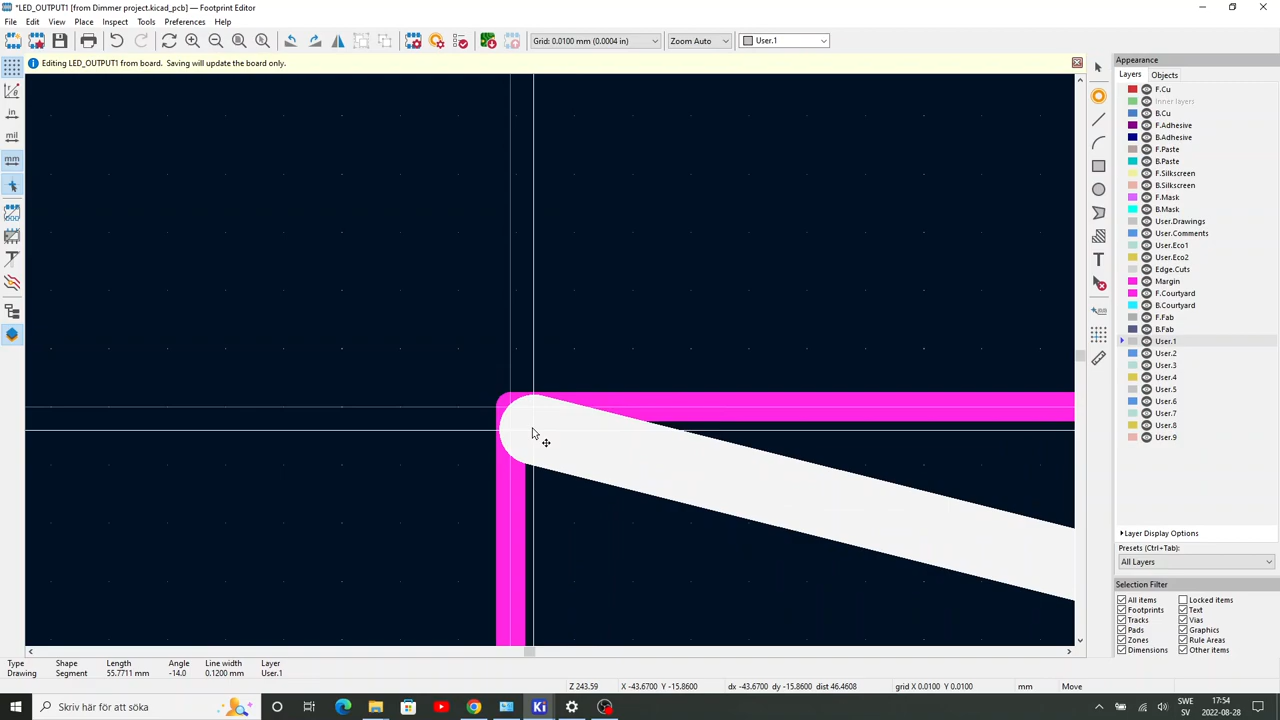 *LED_OUTPUT1 [from Dimmer project.kicad_pcb] — Footprint Editor
File Edit View Place Inspect Tools Preferences Help
Grid: 0.0100 mm (0.0004 in) Zoom Auto User.1
Editing LED_OUTPUT1 from board. Saving will update the board only.
in
mil
mm
Appearance
Layers Objects
F.Cu
Inner layers
B.Cu
F.Adhesive
B.Adhesive
F.Paste
B.Paste
F.Silkscreen
B.Silkscreen
F.Mask
B.Mask
User.Drawings
User.Comments
User.Eco1
User.Eco2
Edge.Cuts
Margin
F.Courtyard
B.Courtyard
F.Fab
B.Fab
User.1
User.2
User.3
User.4
User.5
User.6
User.7
User.8
User.9
Layer Display Options
Presets (Ctrl+Tab):
All Layers
Selection Filter
All items Locked items
Footprints Text
Tracks Vias
Pads Graphics
Zones Rule Areas
Dimensions Other items
Type Shape Length Angle Line width Layer
Drawing Segment 55.7711 mm -14.0 0.1200 mm User.1
Z 243.59 X -43.6700 Y -15.8600 dx -43.6700 dy -15.8600 dist 46.4608 grid X 0.0100 Y 0.0100 mm Move
Skriv här för att söka
Ki
SWE 17:54
SV 2022-08-28